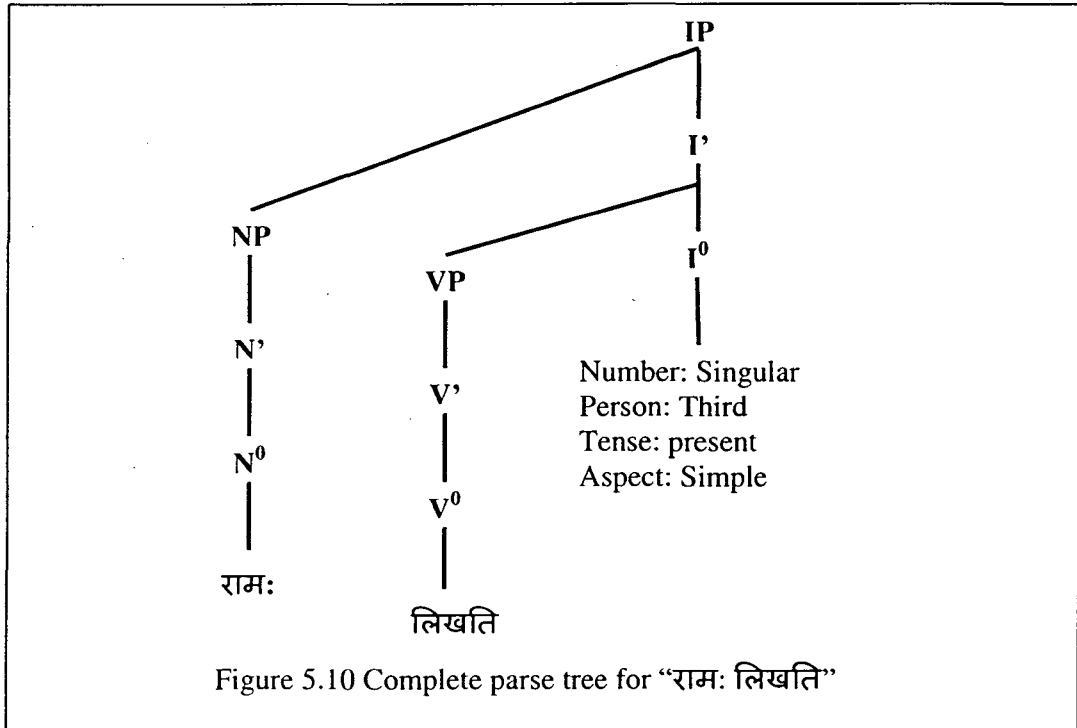 IP
I’
NP
I⁰
VP
N’
Number: Singular
V’
Person: Third
Tense: present
N⁰
Aspect: Simple
V⁰
रामः
लिखति
Figure 5.10 Complete parse tree for “रामः लिखति”